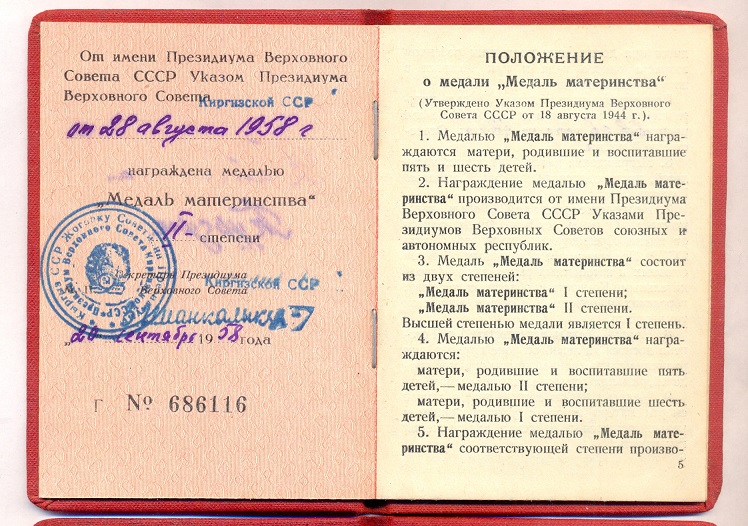 От имени Президиума Верховного
Совета СССР Указом Президиума
Верховного Совета Киргизской ССР
от 28 августа 1958 г
награждена медалью
„Медаль материнства“
II- степени
Секретарь Президиума
Верховного Совета Киргизской ССР
„20 сентябрь 1958 года
Г № 686116
ПОЛОЖЕНИЕ
о медали „Медаль материнства“
(Утверждено Указом Президиума Верховного
Совета СССР от 18 августа 1944 г.).
1. Медалью „Медаль материнства“ награ-
ждаются матери, родившие и воспитавшие
пять и шесть детей.
2. Награждение медалью „Медаль мате-
ринства“ производится от имени Президиума
Верховного Совета СССР Указами Пре-
зидиумов Верховных Советов союзных и
автономных республик.
3. Медаль „Медаль материнства“ состоит
из двух степеней:
„Медаль материнства“ I степени;
„Медаль материнства“ II степени.
Высшей степенью медали является I степень.
4. Медалью „Медаль материнства“ награ-
ждаются:
матери, родившие и воспитавшие пять
детей,—медалью II степени;
матери, родившие и воспитавшие шесть
детей,—медалью I степени.
5. Награждение медалью „Медаль мате-
ринства“ соответствующей степени произво-
5